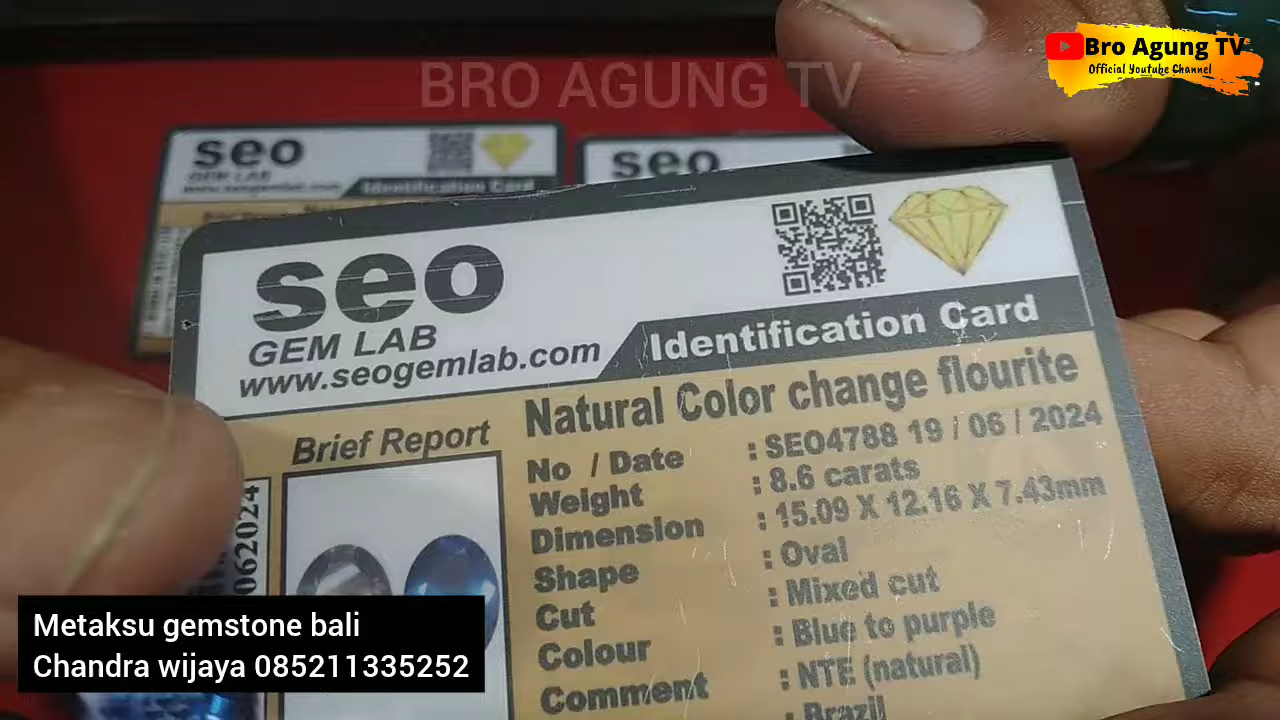 Bro Agung TV
Official Youtube Channel
BRO AGUNG TV
seo
GEM LAB
www.seogemlab.com
Identification Card
seo
seo
GEM LAB
www.seogemlab.com
Identification Card
Natural Color change flourite
Brief Report
No / Date : SEO4788 19 / 06 / 2024
Weight : 8.6 carats
Dimension : 15.09 X 12.16 X 7.43mm
Shape : Oval
Cut : Mixed cut
Colour : Blue to purple
Comment : NTE (natural)
: Brazil
062024
Metaksu gemstone bali
Chandra wijaya 085211335252